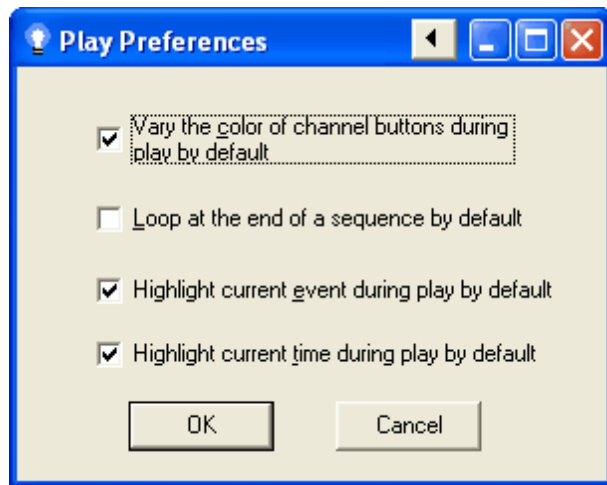 Play Preferences
Vary the color of channel buttons during
play by default
Loop at the end of a sequence by default
Highlight current event during play by default
Highlight current time during play by default
OK
Cancel